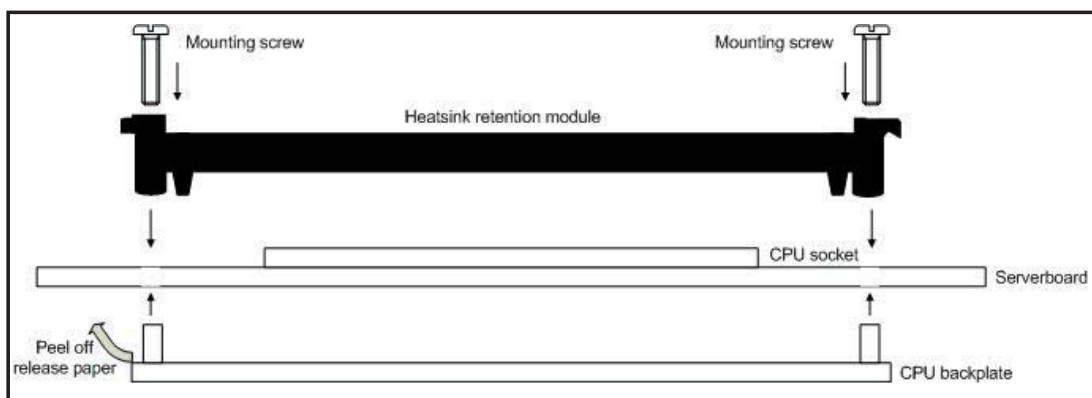 Mounting screw
Mounting screw
Heatsink retention module
CPU socket
Serverboard
Peel off
release paper
CPU backplate